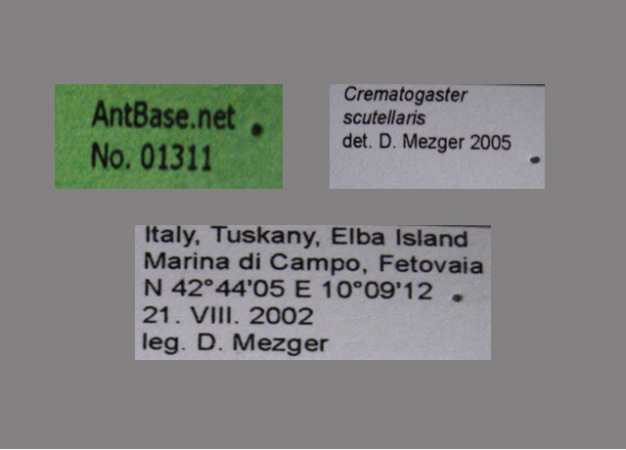 AntBase.net
No. 01311
Crematogaster
scutellaris
det. D. Mezger 2005
Italy, Tuskany, Elba Island
Marina di Campo, Fetovaia
N 42°44'05 E 10°09'12
21. VIII. 2002
leg. D. Mezger